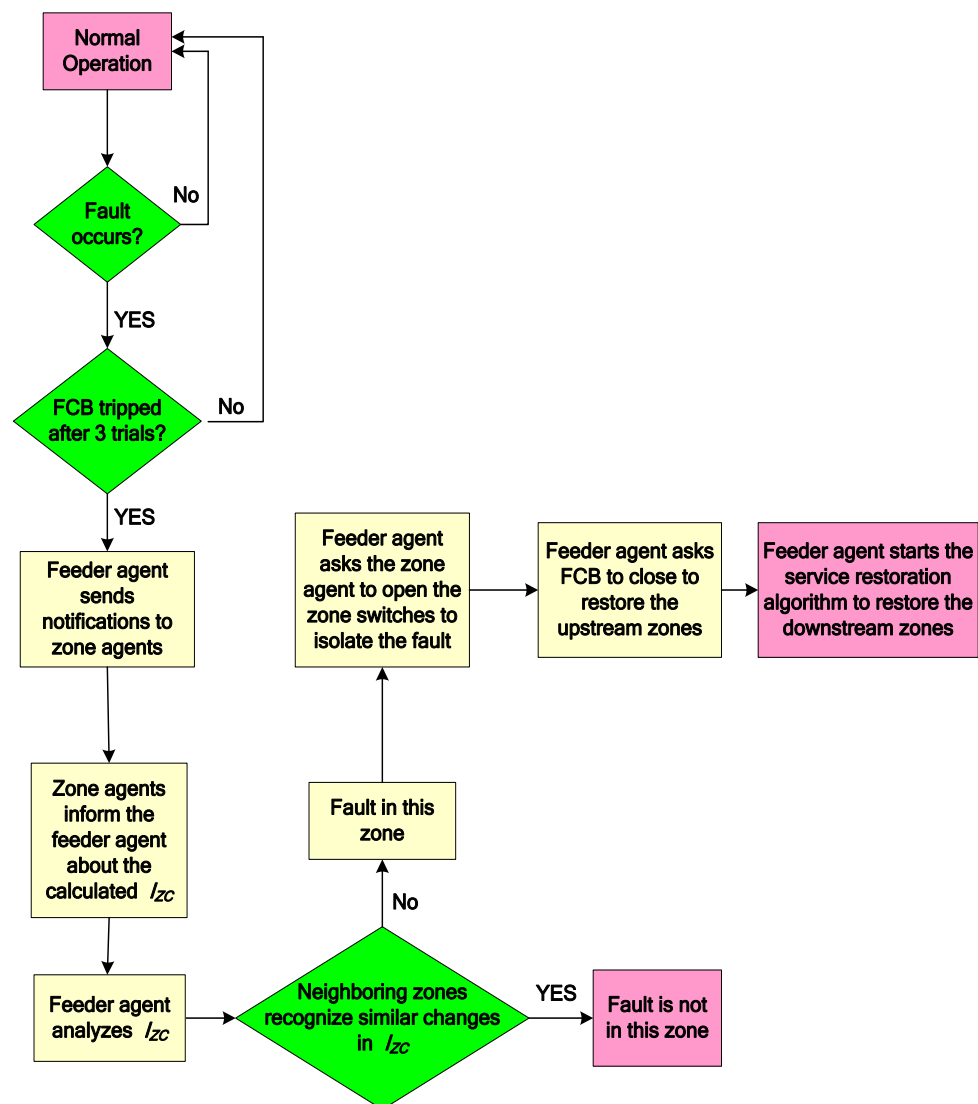 Normal
Operation
No
Fault
occurs?
YES
FCB tripped
after 3 trials?
No
YES
Feeder agent
sends
notifications to
zone agents
Zone agents
inform the
feeder agent
about the
calculated I_ZC
Feeder agent
analyzes I_ZC
Neighboring zones
recognize similar changes
in I_ZC
YES
Fault is not
in this zone
No
Fault in this
zone
Feeder agent
asks the zone
agent to open the
zone switches to
isolate the fault
Feeder agent asks
FCB to close to
restore the
upstream zones
Feeder agent starts the
service restoration
algorithm to restore the
downstream zones